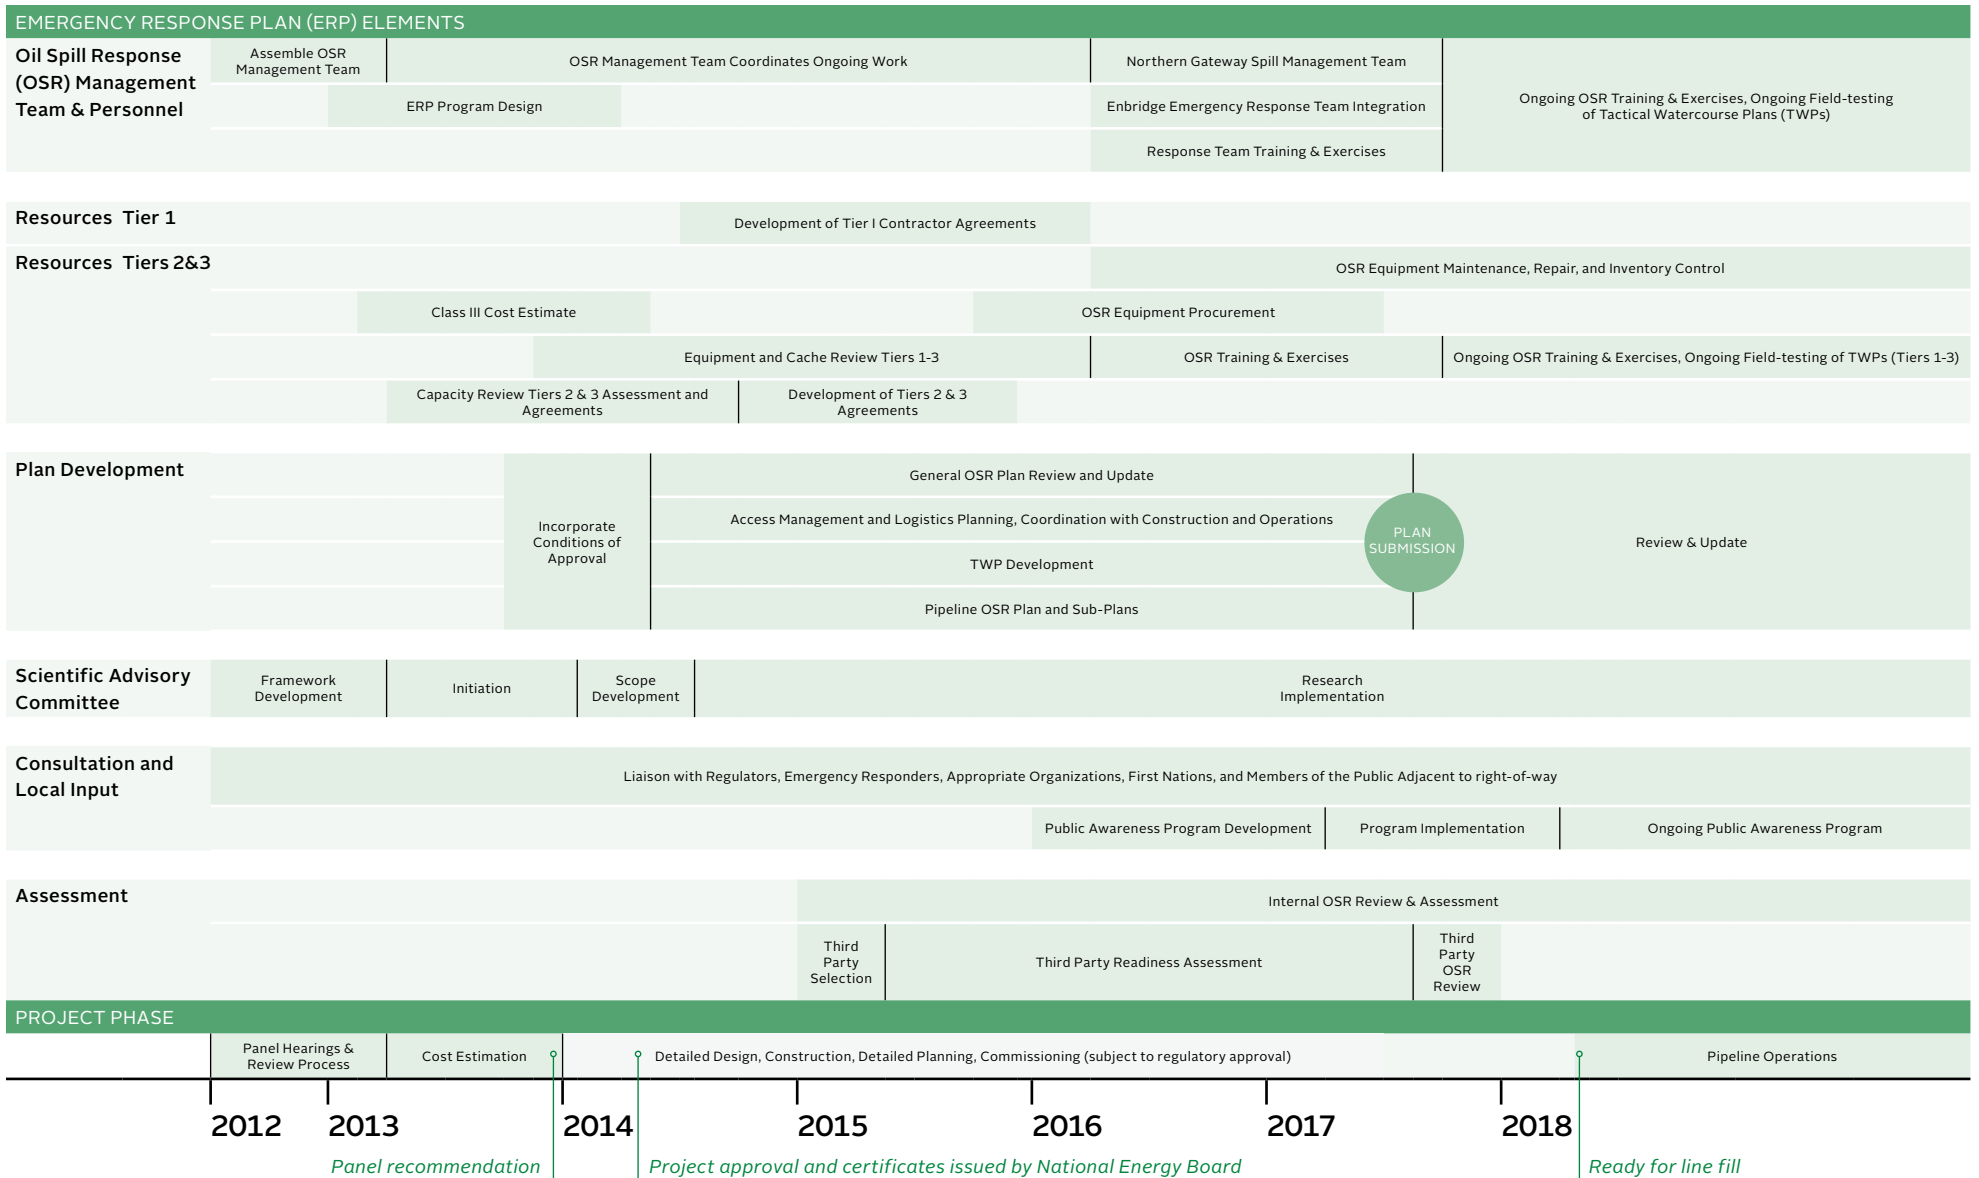 EMERGENCY RESPONSE PLAN (ERP) ELEMENTS
Oil Spill Response
(OSR) Management
Team & Personnel
Assemble OSR
Management Team
OSR Management Team Coordinates Ongoing Work
Northern Gateway Spill Management Team
ERP Program Design
Enbridge Emergency Response Team Integration
Response Team Training & Exercises
Ongoing OSR Training & Exercises, Ongoing Field-testing
of Tactical Watercourse Plans (TWPs)
Resources Tier 1
Development of Tier I Contractor Agreements
Resources Tiers 2&3
OSR Equipment Maintenance, Repair, and Inventory Control
Class III Cost Estimate
OSR Equipment Procurement
Equipment and Cache Review Tiers 1-3
OSR Training & Exercises
Ongoing OSR Training & Exercises, Ongoing Field-testing of TWPs (Tiers 1-3)
Capacity Review Tiers 2 & 3 Assessment and
Agreements
Development of Tiers 2 & 3
Agreements
Plan Development
Incorporate
Conditions of
Approval
General OSR Plan Review and Update
Access Management and Logistics Planning, Coordination with Construction and Operations
TWP Development
Pipeline OSR Plan and Sub-Plans
PLAN
SUBMISSION
Review & Update
Scientific Advisory
Committee
Framework
Development
Initiation
Scope
Development
Research
Implementation
Consultation and
Local Input
Liaison with Regulators, Emergency Responders, Appropriate Organizations, First Nations, and Members of the Public Adjacent to right-of-way
Public Awareness Program Development
Program Implementation
Ongoing Public Awareness Program
Assessment
Internal OSR Review & Assessment
Third
Party
Selection
Third Party Readiness Assessment
Third
Party
OSR
Review
PROJECT PHASE
Panel Hearings &
Review Process
Cost Estimation
Detailed Design, Construction, Detailed Planning, Commissioning (subject to regulatory approval)
Pipeline Operations
2012
2013
2014
2015
2016
2017
2018
Panel recommendation
Project approval and certificates issued by National Energy Board
Ready for line fill